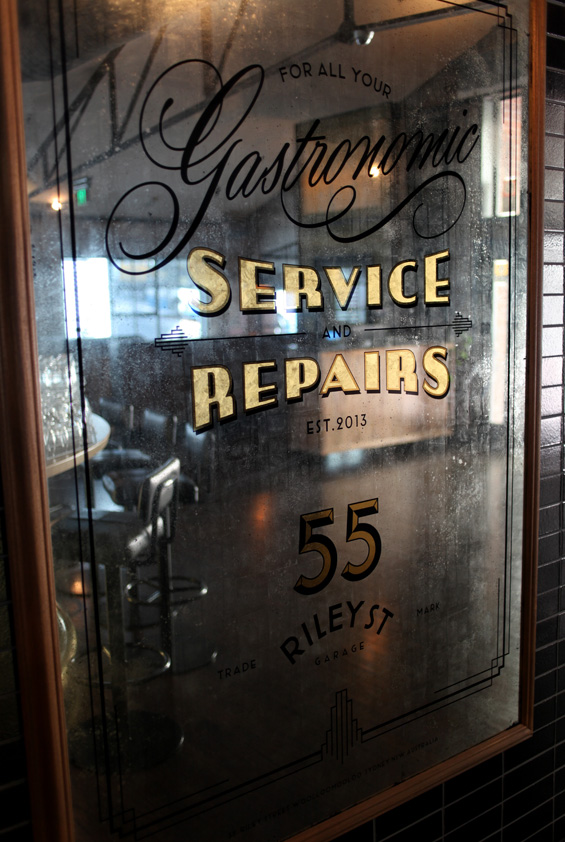 FOR ALL YOUR
Gastronomic
SERVICE
AND
REPAIRS
EST.2013
55
RILEY ST
GARAGE
TRADE MARK